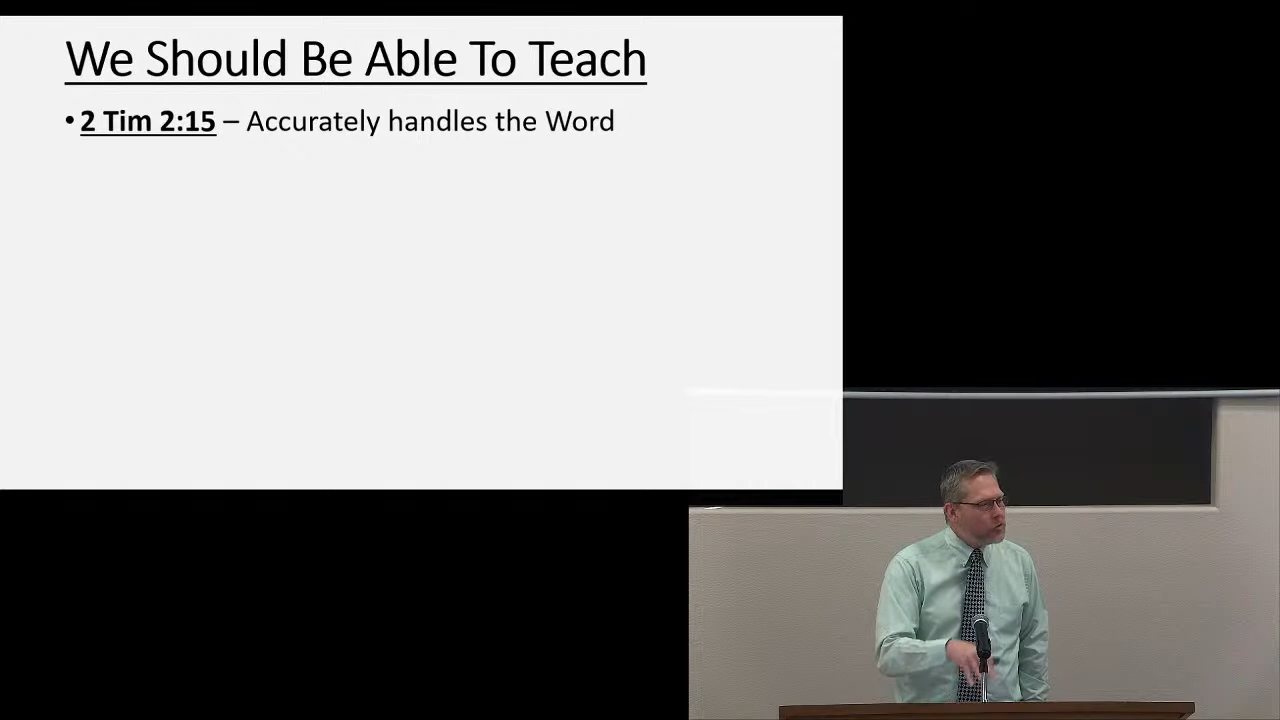 We Should Be Able To Teach
• 2 Tim 2:15 – Accurately handles the Word